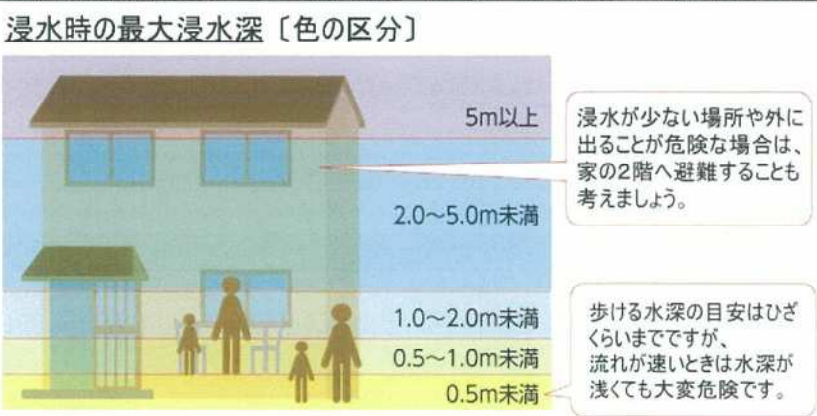 浸水時の最大浸水深〔色の区分〕
5m以上
浸水が少ない場所や外に
出ることが危険な場合は、
家の2階へ避難することも
考えましょう。
2.0～5.0m未満
1.0～2.0m未満
0.5～1.0m未満
0.5m未満
歩ける水深の目安はひざ
くらいまでですが、
流れが速いときは水深が
浅くても大変危険です。